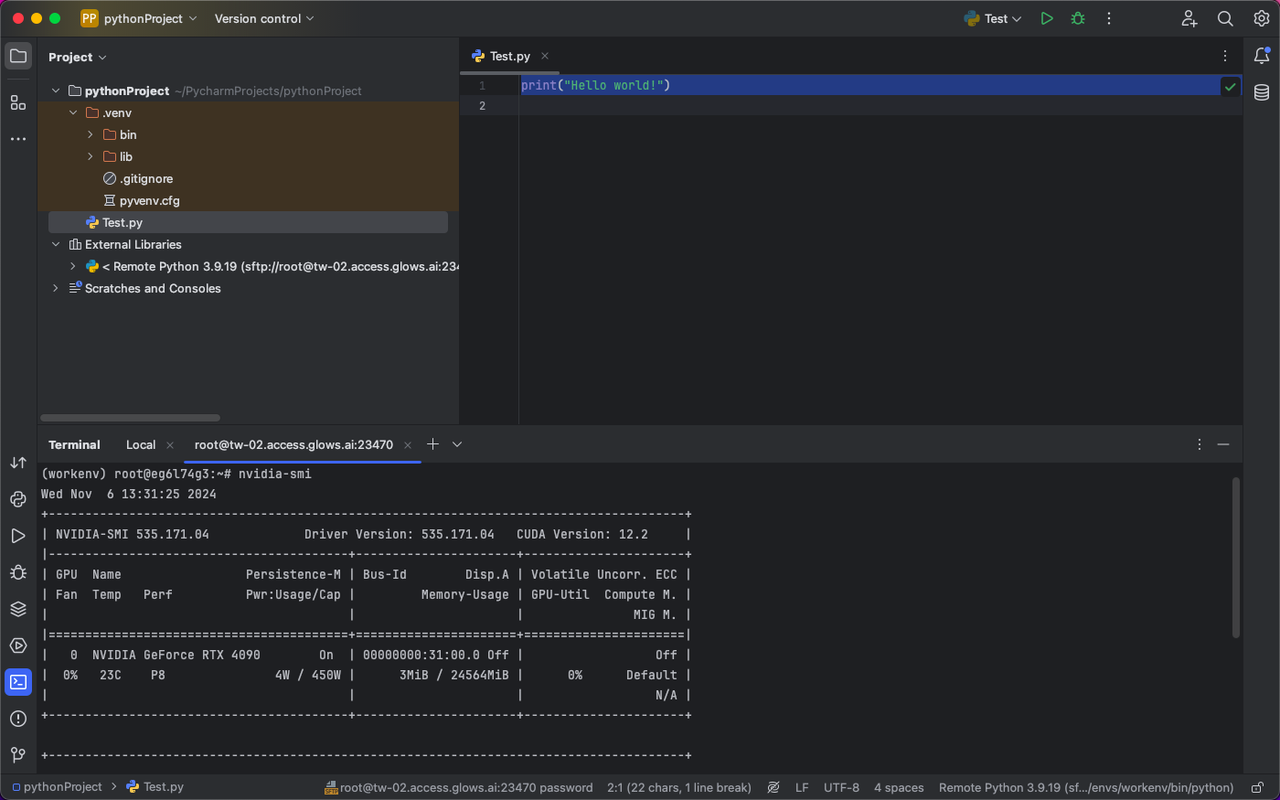 PP pythonProject Version control Test
Project
Test.py
pythonProject ~/PycharmProjects/pythonProject
.venv
bin
lib
.gitignore
pyvenv.cfg
Test.py
External Libraries
< Remote Python 3.9.19 (sftp://root@tw-02.access.glows.ai:234
Scratches and Consoles
1 print("Hello world!")
2
Terminal Local root@tw-02.access.glows.ai:23470
(workenv) root@eg6l74g3:~# nvidia-smi
Wed Nov  6 13:31:25 2024
+---------------------------------------------------------------------------------------+
| NVIDIA-SMI 535.171.04             Driver Version: 535.171.04   CUDA Version: 12.2     |
|-----------------------------------------+----------------------+----------------------+
| GPU  Name                 Persistence-M | Bus-Id        Disp.A | Volatile Uncorr. ECC |
| Fan  Temp   Perf          Pwr:Usage/Cap |         Memory-Usage | GPU-Util  Compute M. |
|                                         |                      |               MIG M. |
|=========================================+======================+======================|
|   0  NVIDIA GeForce RTX 4090        On  | 00000000:31:00.0 Off |                  Off |
|  0%   23C    P8               4W / 450W |      3MiB / 24564MiB |      0%      Default |
|                                         |                      |                  N/A |
+-----------------------------------------+----------------------+----------------------+
+---------------------------------------------------------------------------------------+
pythonProject > Test.py root@tw-02.access.glows.ai:23470 password 2:1 (22 chars, 1 line break) LF UTF-8 4 spaces Remote Python 3.9.19 (sf.../envs/workenv/bin/python)